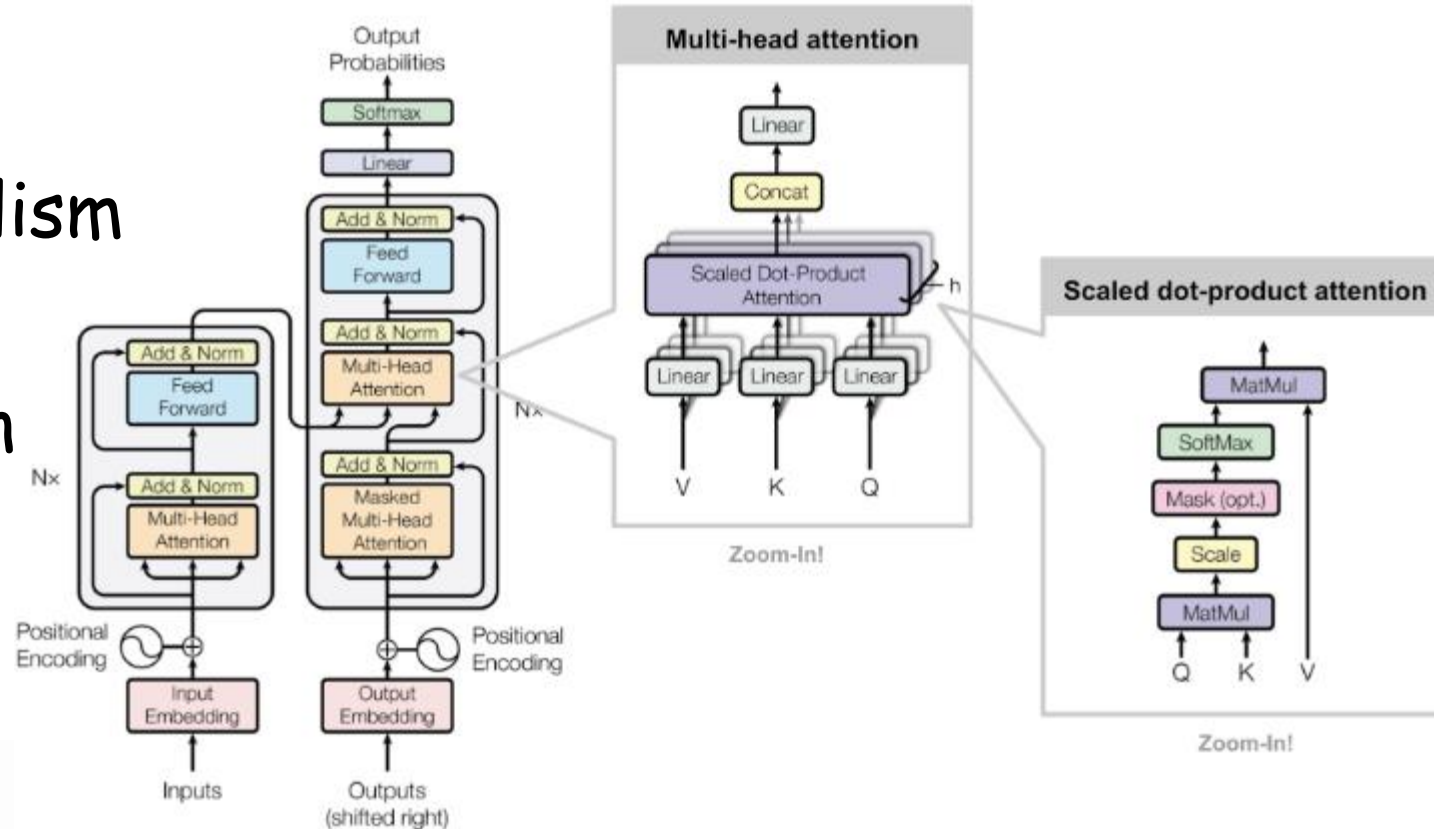 lism
n
Output
Probabilities
Softmax
Linear
Add & Norm
Feed
Forward
Add & Norm
Multi-Head
Attention
Nx
Add & Norm
Masked
Multi-Head
Attention
Positional
Encoding
Output
Embedding
Outputs
(shifted right)
Add & Norm
Feed
Forward
Nx
Add & Norm
Multi-Head
Attention
Positional
Encoding
Input
Embedding
Inputs
Multi-head attention
Linear
Concat
Scaled Dot-Product
Attention
h
Linear Linear Linear
V K Q
Zoom-In!
Scaled dot-product attention
MatMul
SoftMax
Mask (opt.)
Scale
MatMul
Q K V
Zoom-In!